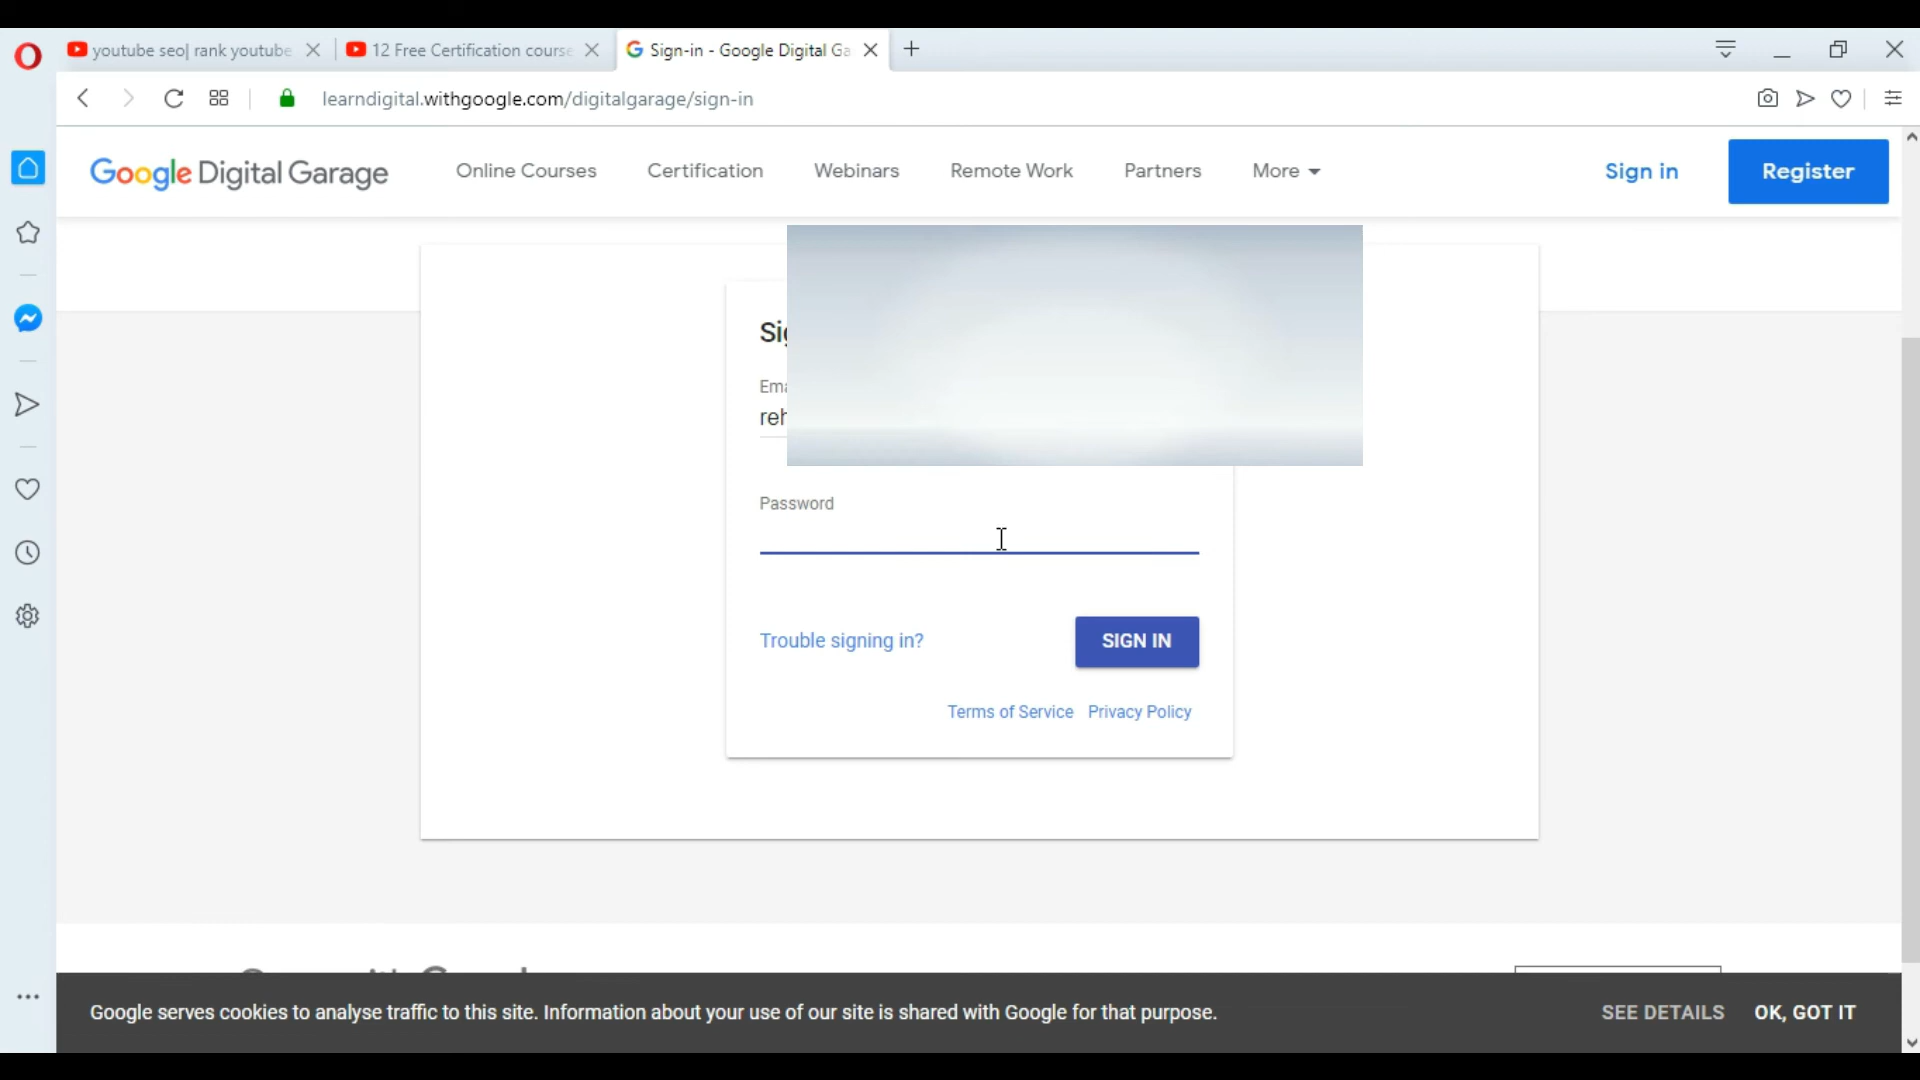 youtube seo| rank youtube
12 Free Certification course
Sign-in - Google Digital Ga
learndigital.withgoogle.com/digitalgarage/sign-in
Google Digital Garage
Online Courses
Certification
Webinars
Remote Work
Partners
More
Sign in
Register
Sig
Ema
reh
Password
Trouble signing in?
SIGN IN
Terms of Service
Privacy Policy
Google serves cookies to analyse traffic to this site. Information about your use of our site is shared with Google for that purpose.
SEE DETAILS
OK, GOT IT